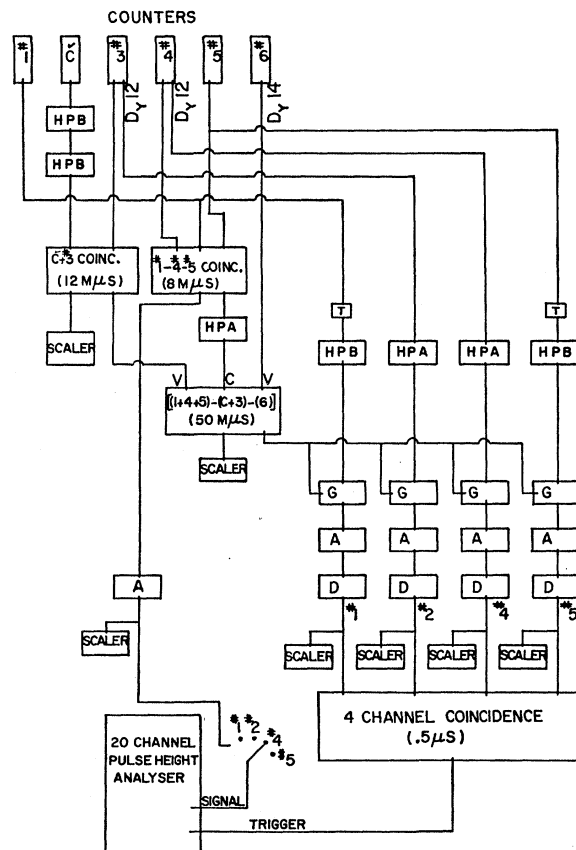 COUNTERS
#1 Č #3 #4 #5 #6
Dy 12 Dy 12 Dy 14
HPB
HPB
C+#3 COINC.
(12 MμS)
#1-#4-#5 COINC.
(8 MμS)
T T
SCALER
HPA
HPB HPA HPA HPB
V C V
[(1+4+5)-(C+3)-(6)]
(50 MμS)
SCALER
G G G G
A A A A
A
D D D D
#1 #2 #4 #5
SCALER
SCALER SCALER SCALER SCALER
4 CHANNEL COINCIDENCE
(.5μS)
#1 #2 #4 #5
20 CHANNEL
PULSE HEIGHT
ANALYSER
SIGNAL
TRIGGER